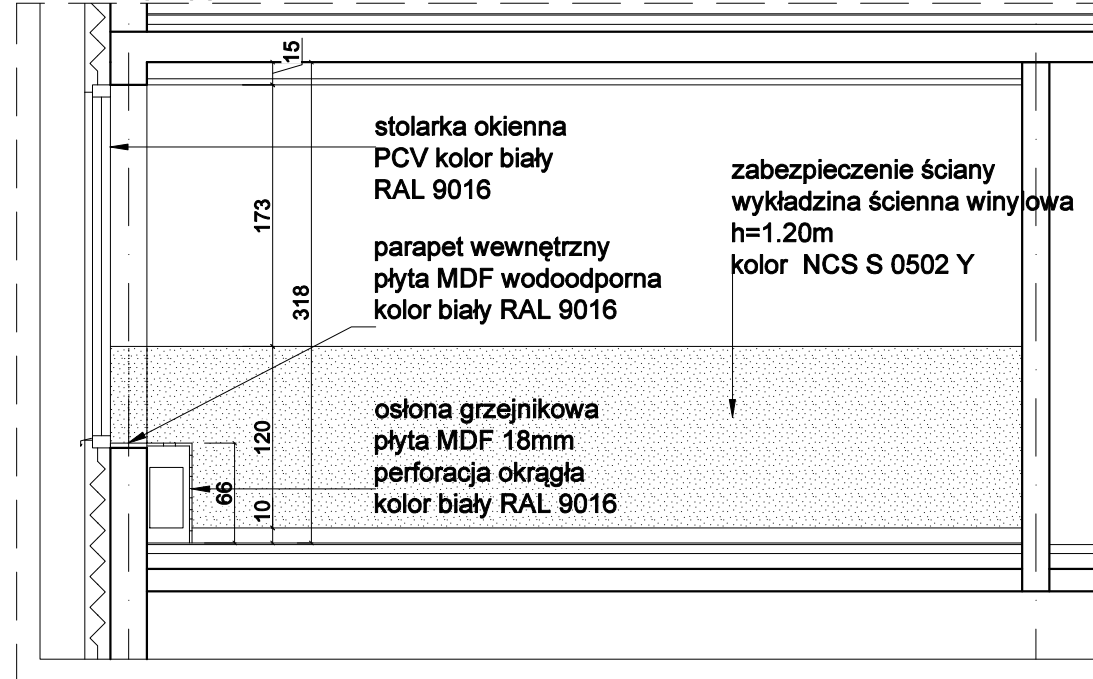 15
stolarka okienna
PCV kolor biały
RAL 9016
zabezpieczenie ściany
wykładzina ścienna winylowa
h=1.20m
kolor  NCS S 0502 Y
173
parapet wewnętrzny
płyta MDF wodoodporna
kolor biały RAL 9016
318
osłona grzejnikowa
płyta MDF 18mm
perforacja okrągła
kolor biały RAL 9016
120
66
10